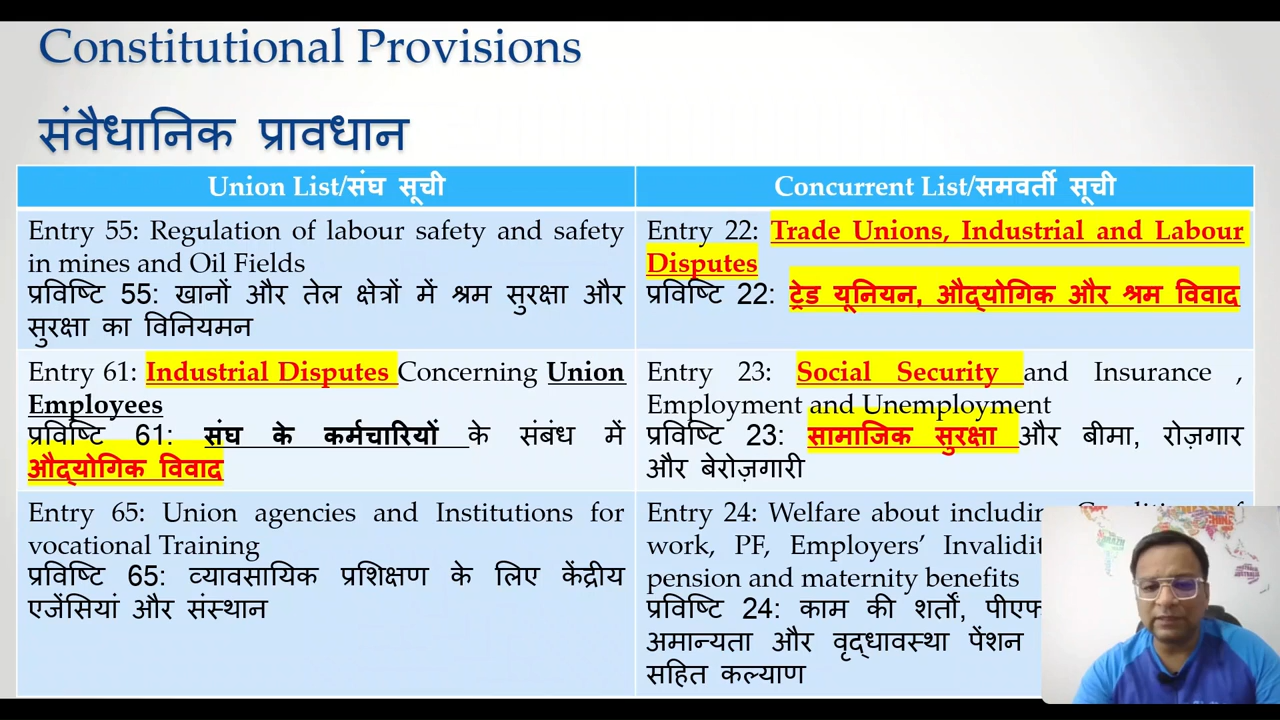 Constitutional Provisions
संवैधानिक प्रावधान
Union List/संघ सूची
Concurrent List/समवर्ती सूची
Entry 55: Regulation of labour safety and safety
in mines and Oil Fields
प्रविष्टि 55: खानों और तेल क्षेत्रों में श्रम सुरक्षा और
सुरक्षा का विनियमन
Entry 22: Trade Unions, Industrial and Labour
Disputes
प्रविष्टि 22: ट्रेड यूनियन, औद्योगिक और श्रम विवाद
Entry 61: Industrial Disputes Concerning Union
Employees
प्रविष्टि 61: संघ के कर्मचारियों के संबंध में
औद्योगिक विवाद
Entry 23: Social Security and Insurance ,
Employment and Unemployment
प्रविष्टि 23: सामाजिक सुरक्षा और बीमा, रोज़गार
और बेरोज़गारी
Entry 65: Union agencies and Institutions for
vocational Training
प्रविष्टि 65: व्यावसायिक प्रशिक्षण के लिए केंद्रीय
एजेंसियां और संस्थान
Entry 24: Welfare about
work, PF, Employers’
pension and maternity benefits
प्रविष्टि 24: काम की शर्तों,
अमान्यता और वृद्धावस्था पेंशन
सहित कल्याण